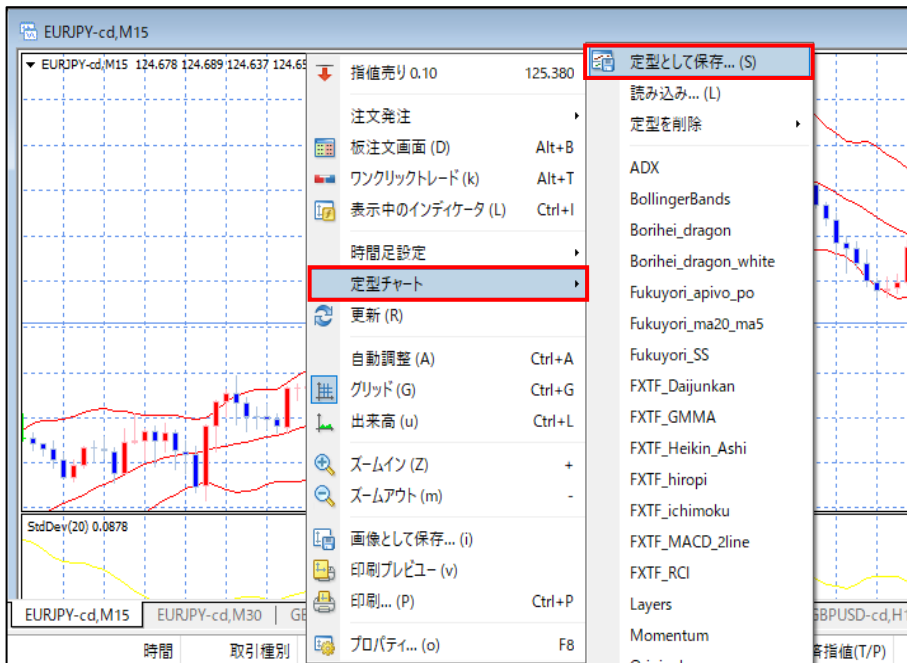 EURJPY-cd,M15
EURJPY-cd,M15 124.678 124.689 124.637 124.65
指値売り 0.10 125.380
注文発注
板注文画面 (D) Alt+B
ワンクリックトレード (k) Alt+T
表示中のインディケータ (L) Ctrl+I
時間足設定
定型チャート
更新 (R)
自動調整 (A) Ctrl+A
グリッド (G) Ctrl+G
出来高 (u) Ctrl+L
ズームイン (Z) +
ズームアウト (m) -
画像として保存... (i)
印刷プレビュー (v)
印刷... (P) Ctrl+P
プロパティ... (o) F8
定型として保存... (S)
読み込み... (L)
定型を削除
ADX
BollingerBands
Borihei_dragon
Borihei_dragon_white
Fukuyori_apivo_po
Fukuyori_ma20_ma5
Fukuyori_SS
FXTF_Daijunkan
FXTF_GMMA
FXTF_Heikin_Ashi
FXTF_hiropi
FXTF_ichimoku
FXTF_MACD_2line
FXTF_RCI
Layers
Momentum
StdDev(20) 0.0878
EURJPY-cd,M15 EURJPY-cd,M30 GB
GBPUSD-cd,H1
時間 取引種別
指値(T/P)